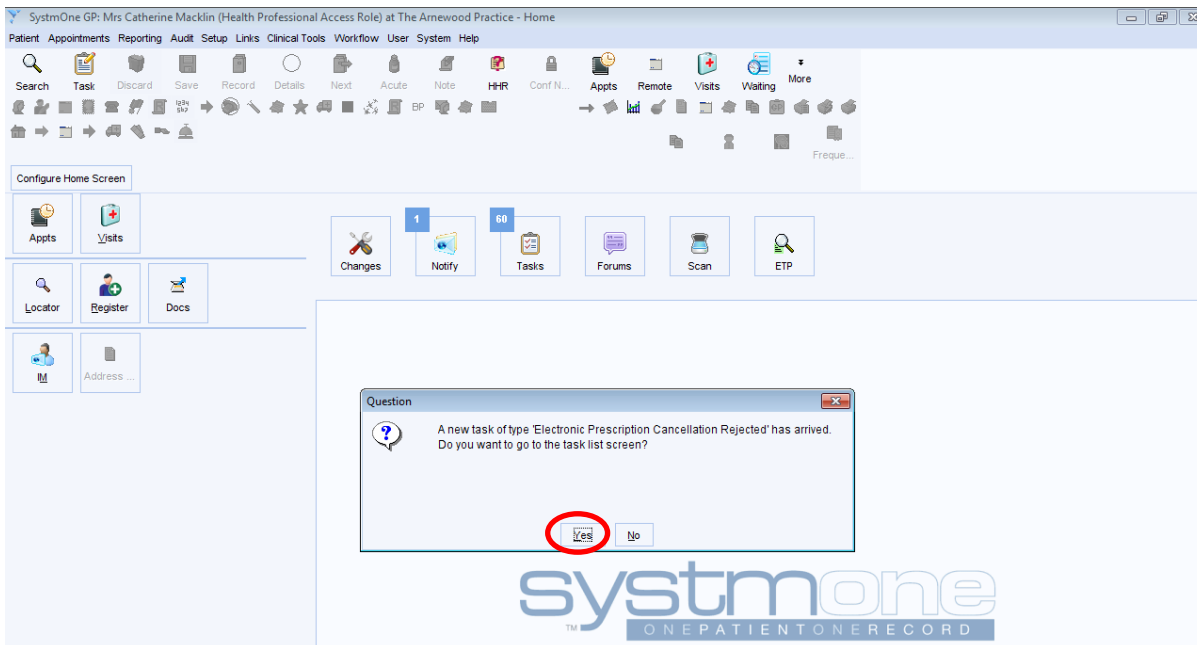 SystmOne GP: Mrs Catherine Macklin (Health Professional Access Role) at The Arnewood Practice - Home
Patient Appointments Reporting Audit Setup Links Clinical Tools Workflow User System Help
Search Task Discard Save Record Details Next Acute Note HHR Conf N... Appts Remote Visits Waiting More
BP
Freque...
Configure Home Screen
Appts Visits
1 60
Changes Notify Tasks Forums Scan ETP
Locator Register Docs
IM Address ...
Question
A new task of type 'Electronic Prescription Cancellation Rejected' has arrived.
Do you want to go to the task list screen?
Yes No
systmone
TM ONEPATIENTONERECORD